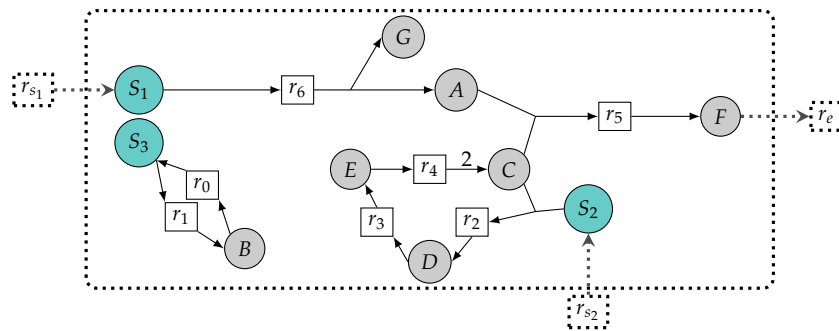 G
r_{s_1}
S_1
r_6
A
r_5
F
r_e
S_3
E
r_4
2
C
r_0
r_1
r_3
r_2
S_2
B
D
r_{s_2}